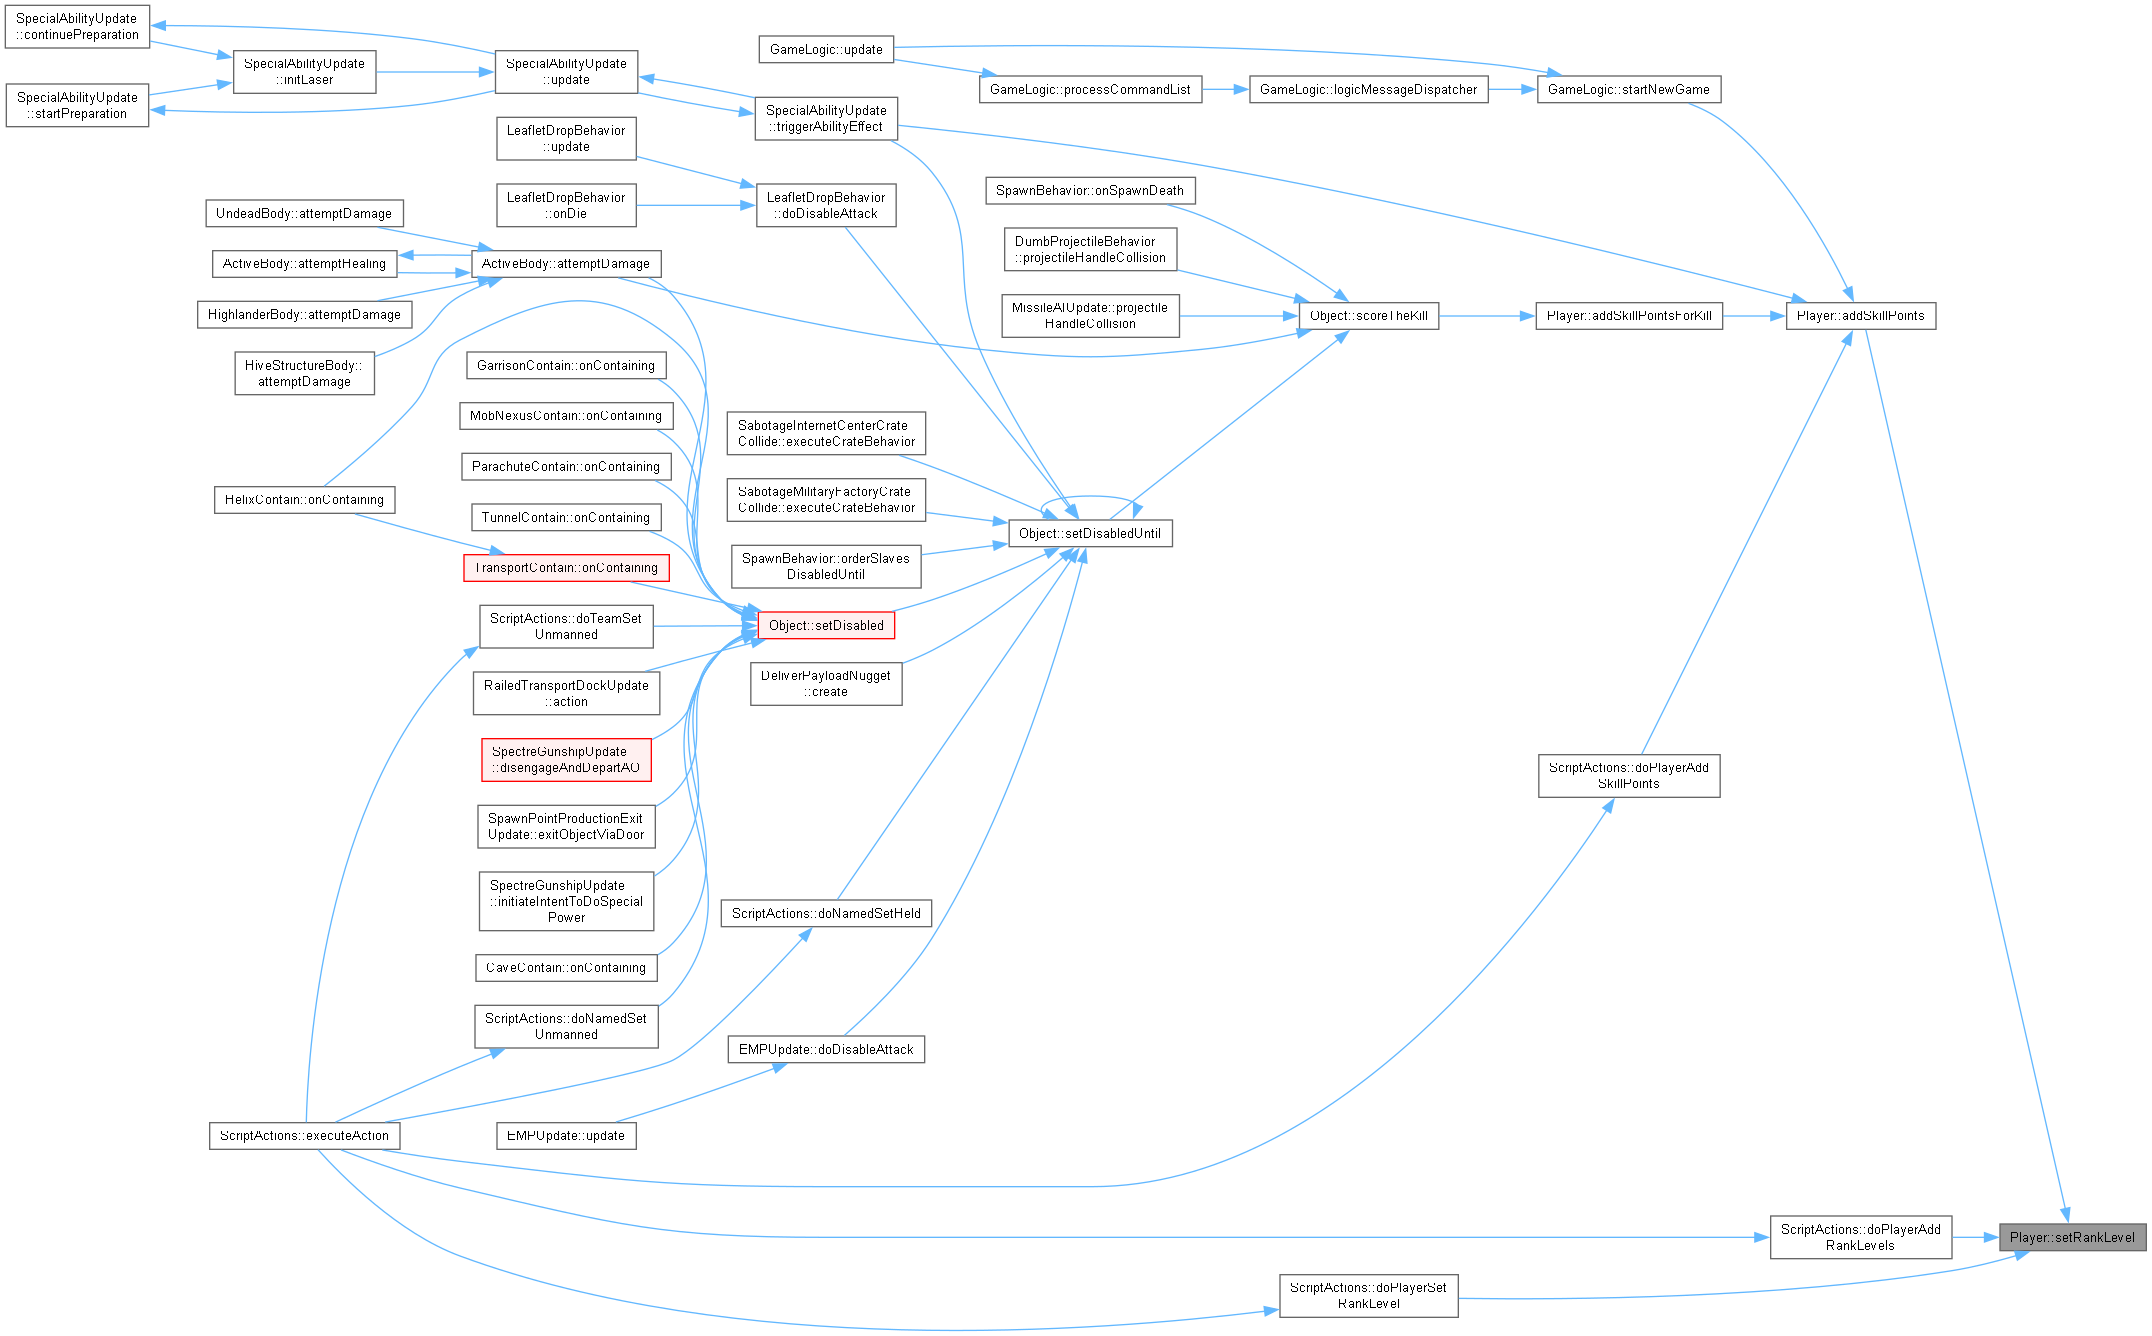 SpecialAbilityUpdate
::continuePreparation
SpecialAbilityUpdate
::startPreparation
SpecialAbilityUpdate
::initLaser
SpecialAbilityUpdate
::update
GameLogic::update
GameLogic::processCommandList
GameLogic::logicMessageDispatcher
GameLogic::startNewGame
SpecialAbilityUpdate
::triggerAbilityEffect
LeafletDropBehavior
::update
LeafletDropBehavior
::onDie
LeafletDropBehavior
::doDisableAttack
SpawnBehavior::onSpawnDeath
DumbProjectileBehavior
::projectileHandleCollision
MissileAIUpdate::projectile
HandleCollision
Object::scoreTheKill
Player::addSkillPointsForKill
Player::addSkillPoints
UndeadBody::attemptDamage
ActiveBody::attemptHealing
ActiveBody::attemptDamage
HighlanderBody::attemptDamage
HiveStructureBody::
attemptDamage
GarrisonContain::onContaining
MobNexusContain::onContaining
ParachuteContain::onContaining
HelixContain::onContaining
TunnelContain::onContaining
TransportContain::onContaining
SabotageInternetCenterCrate
Collide::executeCrateBehavior
SabotageMilitaryFactoryCrate
Collide::executeCrateBehavior
SpawnBehavior::orderSlaves
DisabledUntil
Object::setDisabledUntil
Object::setDisabled
DeliverPayloadNugget
::create
ScriptActions::doTeamSet
Unmanned
RailedTransportDockUpdate
::action
SpectreGunshipUpdate
::disengageAndDepartAO
SpawnPointProductionExit
Update::exitObjectViaDoor
SpectreGunshipUpdate
::initiateIntentToDoSpecial
Power
CaveContain::onContaining
ScriptActions::doNamedSet
Unmanned
ScriptActions::doNamedSetHeld
EMPUpdate::doDisableAttack
EMPUpdate::update
ScriptActions::executeAction
ScriptActions::doPlayerAdd
SkillPoints
ScriptActions::doPlayerAdd
RankLevels
ScriptActions::doPlayerSet
RankLevel
Player::setRankLevel